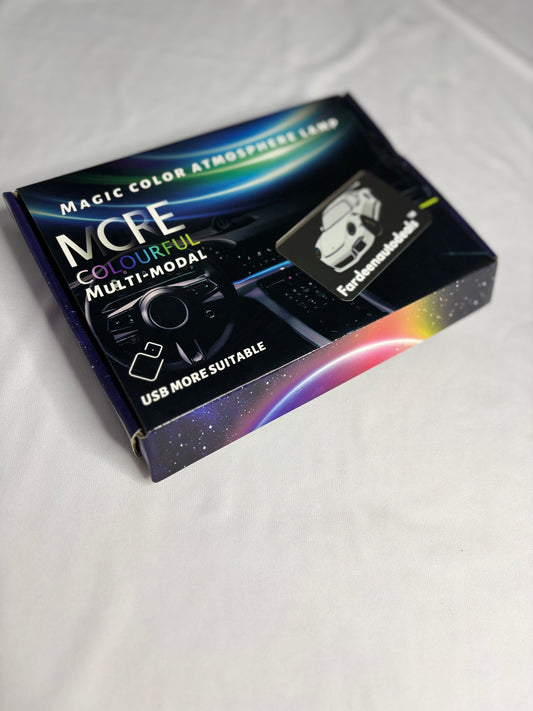 MAGIC COLOR ATMOSPHERE LAMP
MCRE
COLOURFUL
MULTI-MODAL
USB MORE SUITABLE
Fardeenautodeals™